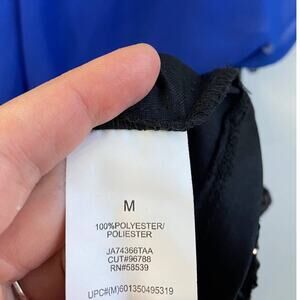 M
100%POLYESTER/
POLIESTER
JA74366TAA
CUT#96788
RN#58539
UPC#(M)601350495319